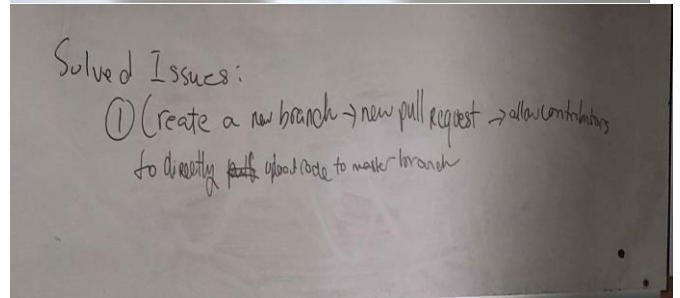 Solved Issues:
① Create a new branch → new pull Request → allow contributors
to directly upload code to master branch